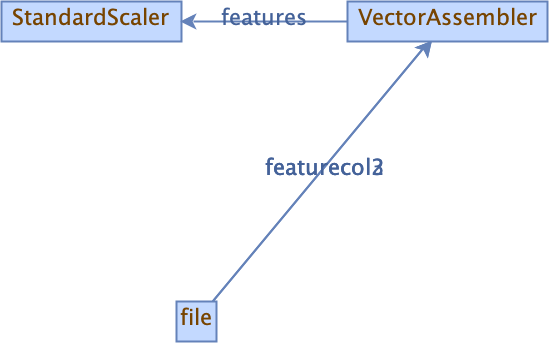 StandardScaler
features
VectorAssembler
file